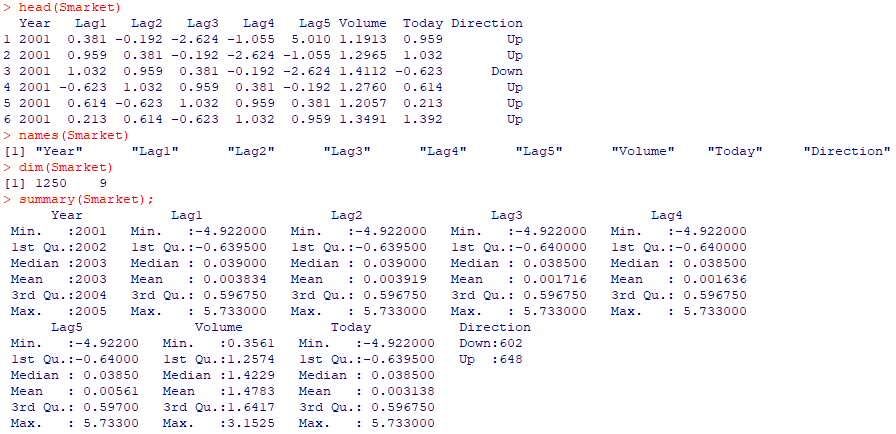 > head(Smarket)
  Year   Lag1   Lag2   Lag3   Lag4   Lag5 Volume  Today Direction
1 2001  0.381 -0.192 -2.624 -1.055  5.010 1.1913  0.959        Up
2 2001  0.959  0.381 -0.192 -2.624 -1.055 1.2965  1.032        Up
3 2001  1.032  0.959  0.381 -0.192 -2.624 1.4112 -0.623      Down
4 2001 -0.623  1.032  0.959  0.381 -0.192 1.2760  0.614        Up
5 2001  0.614 -0.623  1.032  0.959  0.381 1.2057  0.213        Up
6 2001  0.213  0.614 -0.623  1.032  0.959 1.3491  1.392        Up
> names(Smarket)
[1] "Year"      "Lag1"      "Lag2"      "Lag3"      "Lag4"      "Lag5"      "Volume"    "Today"     "Direction"
> dim(Smarket)
[1] 1250    9
> summary(Smarket);
      Year           Lag1                Lag2                Lag3                Lag4
 Min.   :2001   Min.   :-4.922000   Min.   :-4.922000   Min.   :-4.922000   Min.   :-4.922000
 1st Qu.:2002   1st Qu.:-0.639500   1st Qu.:-0.639500   1st Qu.:-0.640000   1st Qu.:-0.640000
 Median :2003   Median : 0.039000   Median : 0.039000   Median : 0.038500   Median : 0.038500
 Mean   :2003   Mean   : 0.003834   Mean   : 0.003919   Mean   : 0.001716   Mean   : 0.001636
 3rd Qu.:2004   3rd Qu.: 0.596750   3rd Qu.: 0.596750   3rd Qu.: 0.596750   3rd Qu.: 0.596750
 Max.   :2005   Max.   : 5.733000   Max.   : 5.733000   Max.   : 5.733000   Max.   : 5.733000
      Lag5              Volume           Today           Direction
 Min.   :-4.92200   Min.   :0.3561   Min.   :-4.922000   Down:602
 1st Qu.:-0.64000   1st Qu.:1.2574   1st Qu.:-0.639500   Up  :648
 Median : 0.03850   Median :1.4229   Median : 0.038500
 Mean   : 0.00561   Mean   :1.4783   Mean   : 0.003138
 3rd Qu.: 0.59700   3rd Qu.:1.6417   3rd Qu.: 0.596750
 Max.   : 5.73300   Max.   :3.1525   Max.   : 5.733000